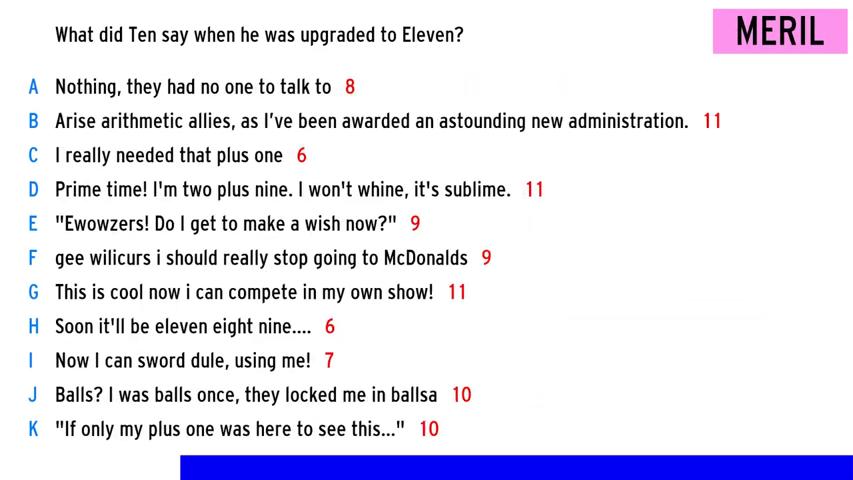 What did Ten say when he was upgraded to Eleven?
MERIL
A Nothing, they had no one to talk to 8
B Arise arithmetic allies, as I've been awarded an astounding new administration. 11
C I really needed that plus one 6
D Prime time! I'm two plus nine. I won't whine, it's sublime. 11
E "Ewowzers! Do I get to make a wish now?" 9
F gee wilicurs i should really stop going to McDonalds 9
G This is cool now i can compete in my own show! 11
H Soon it'll be eleven eight nine.... 6
I Now I can sword dule, using me! 7
J Balls? I was balls once, they locked me in ballsa 10
K "If only my plus one was here to see this..." 10